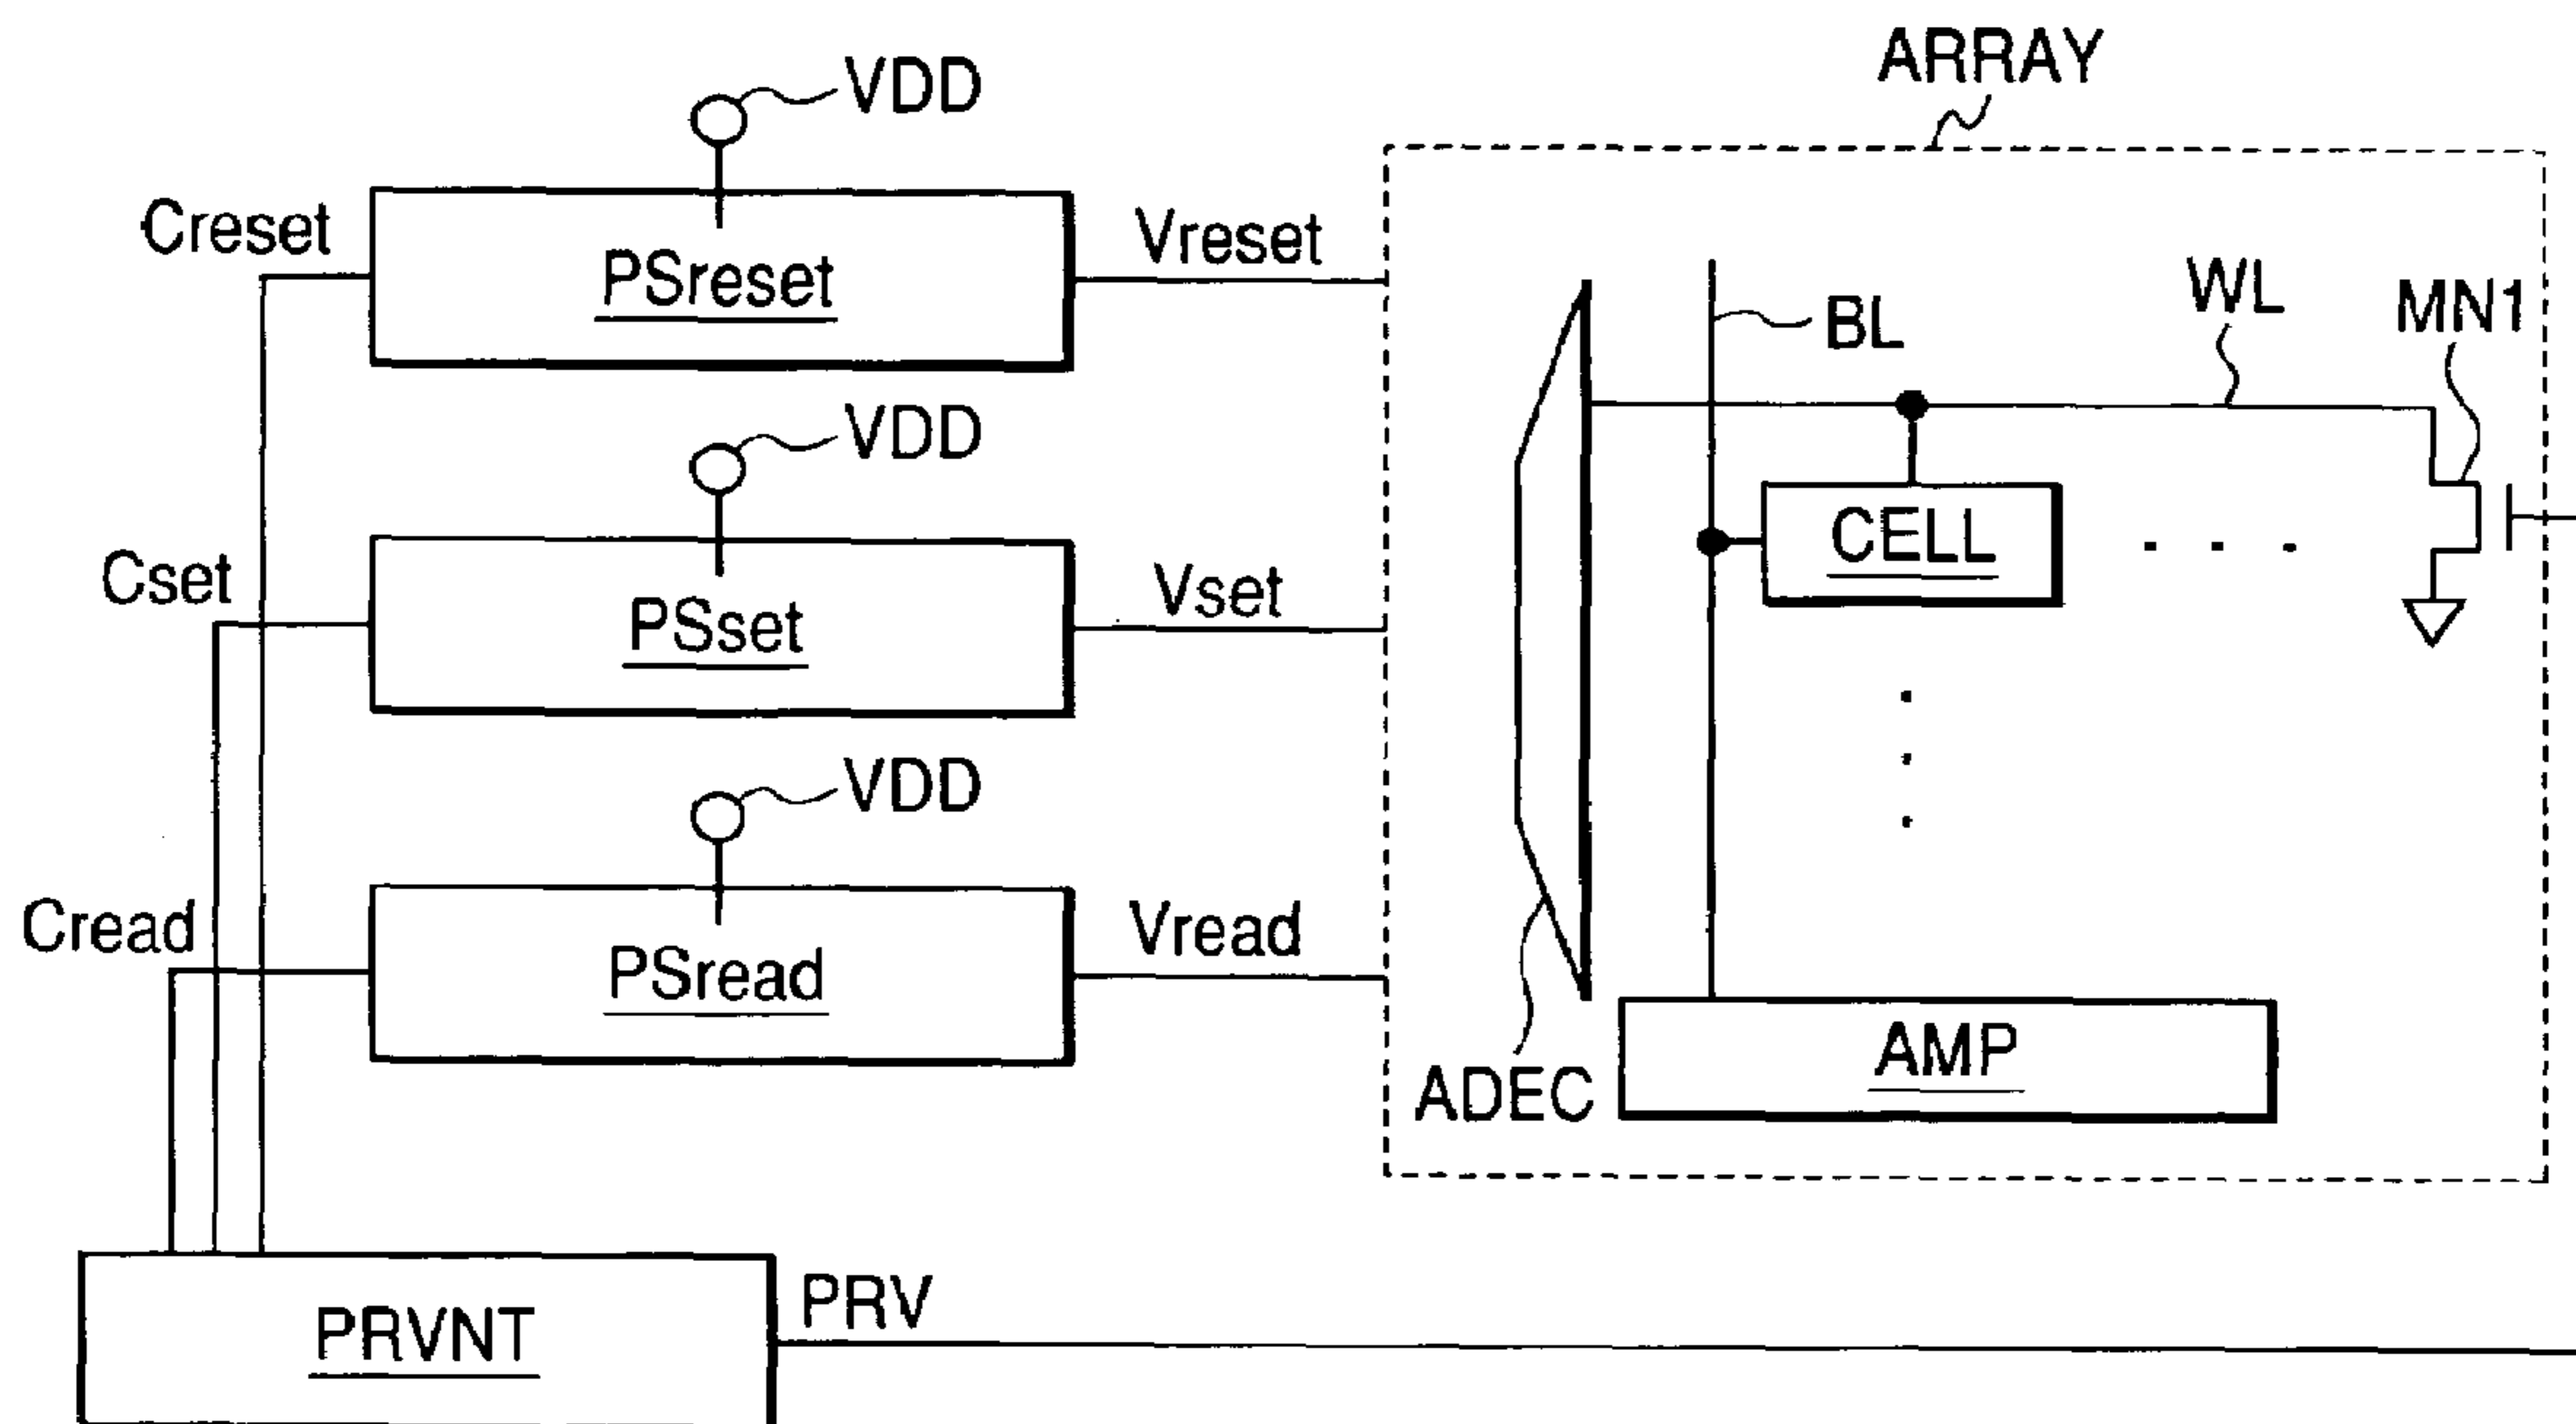 ARRAY
VDD
Creset
PSreset
Vreset
BL
WL
MN1
VDD
Cset
PSset
Vset
CELL
VDD
Cread
PSread
Vread
ADEC
AMP
PRVNT
PRV